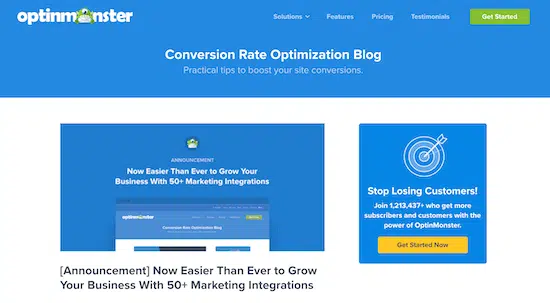 optinmonster
Solutions
Features
Pricing
Testimonials
Get Started
Conversion Rate Optimization Blog
Practical tips to boost your site conversions.
ANNOUNCEMENT
Now Easier Than Ever to Grow Your
Business With 50+ Marketing Integrations
optinmonster
Conversion Rate Optimization Blog
[Announcement] Now Easier Than Ever to Grow
Your Business With 50+ Marketing Integrations
Stop Losing Customers!
Join 1,213,437+ who get more
subscribers and customers with the
power of OptinMonster.
Get Started Now